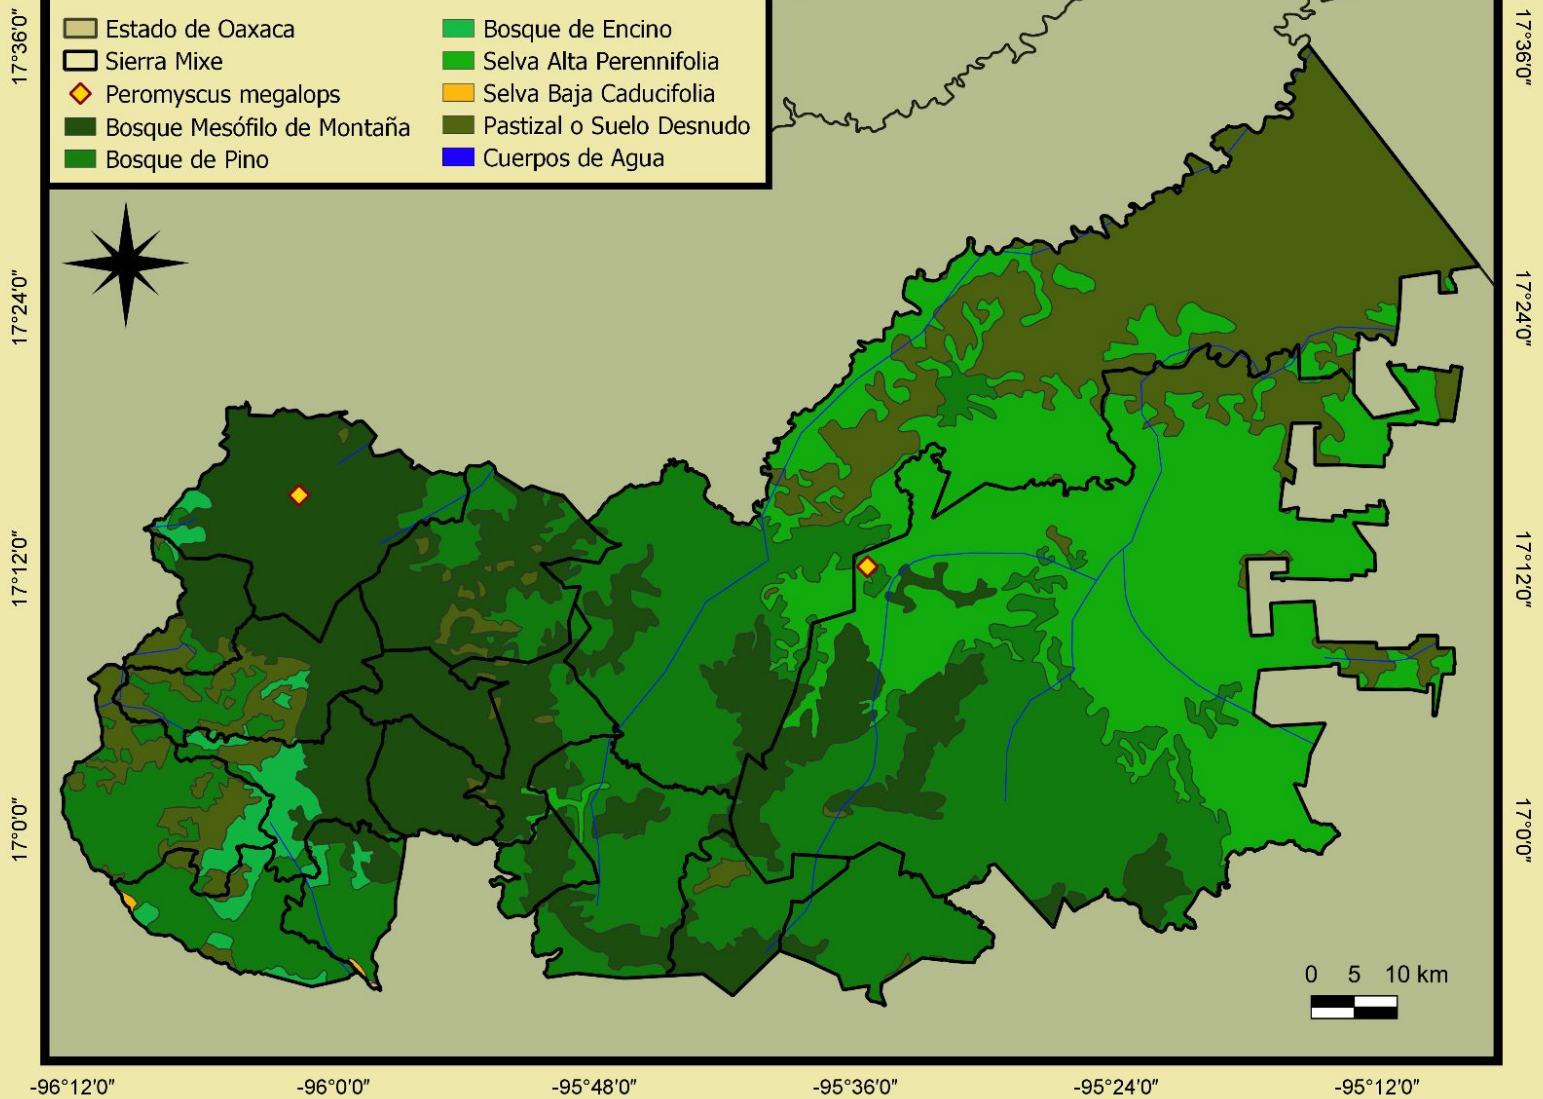 Estado de Oaxaca
Sierra Mixe
Peromyscus megalops
Bosque Mesófilo de Montaña
Bosque de Pino
Bosque de Encino
Selva Alta Perennifolia
Selva Baja Caducifolia
Pastizal o Suelo Desnudo
Cuerpos de Agua
17°36'0"
17°24'0"
17°12'0"
17°0'0"
17°36'0"
17°24'0"
17°12'0"
17°0'0"
0 5 10 km
-96°12'0" -96°0'0" -95°48'0" -95°36'0" -95°24'0" -95°12'0"